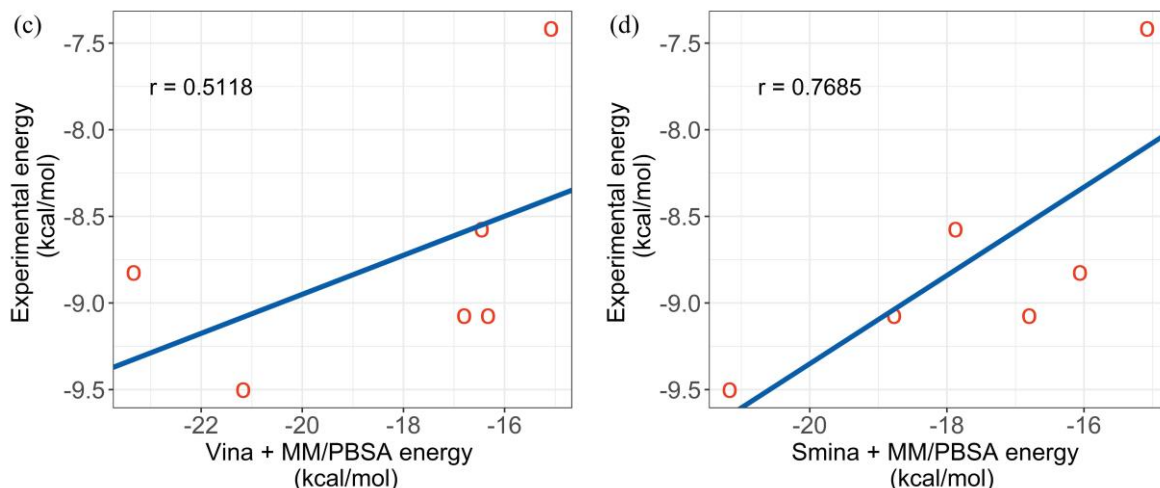 (c)
r = 0.5118
Experimental energy
(kcal/mol)
-7.5
-8.0
-8.5
-9.0
-9.5
-22
-20
-18
-16
Vina + MM/PBSA energy
(kcal/mol)
(d)
r = 0.7685
Experimental energy
(kcal/mol)
-7.5
-8.0
-8.5
-9.0
-9.5
-20
-18
-16
Smina + MM/PBSA energy
(kcal/mol)